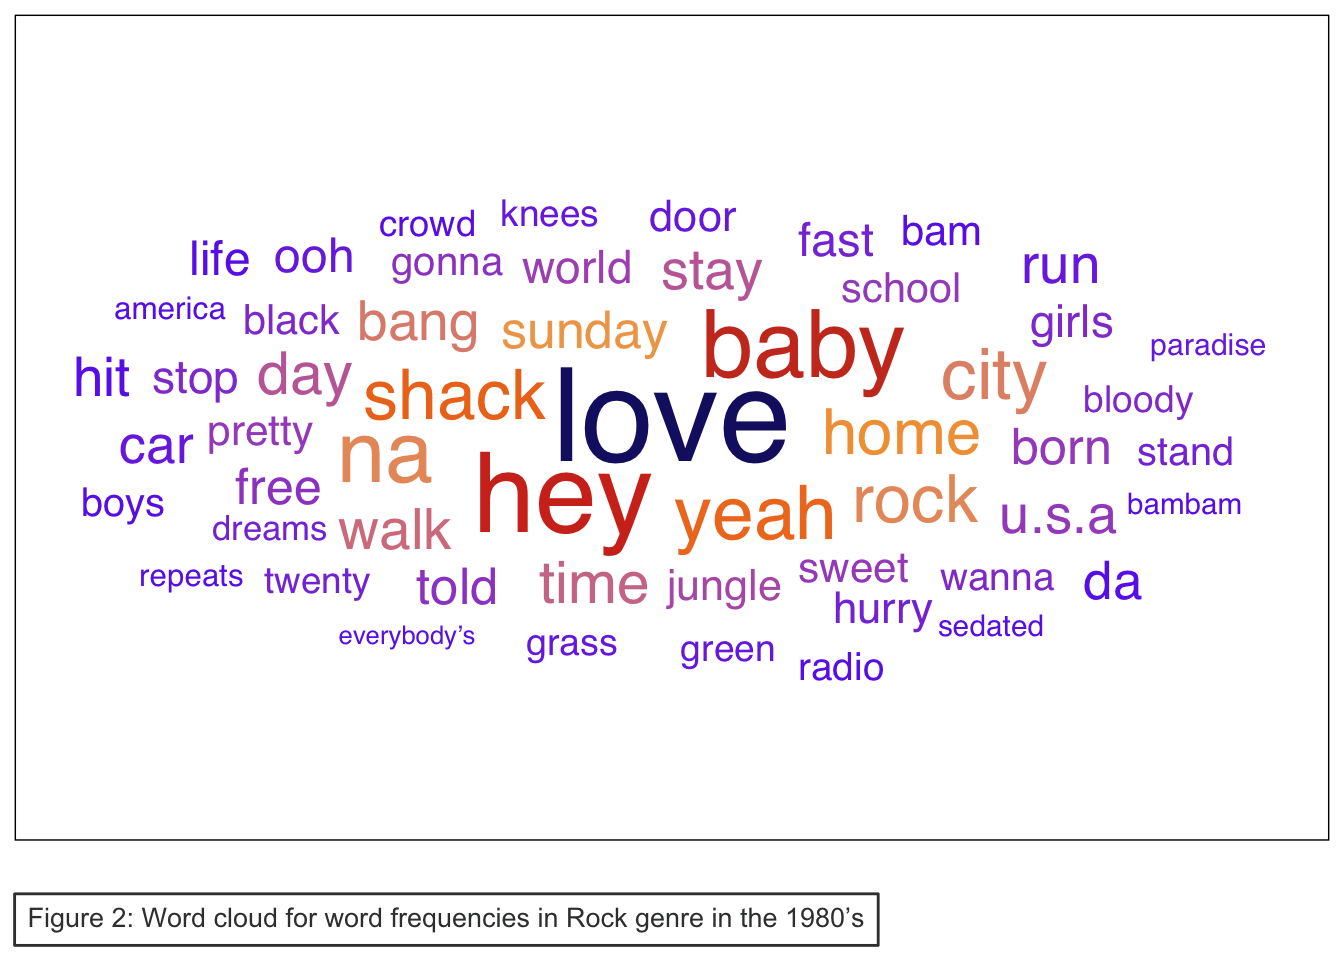 crowd knees door fast bam
life ooh gonna world stay school run
america black bang sunday baby girls paradise
hit stop day shack love city bloody
car pretty na home born stand
boys free hey yeah rock u.s.a bambam
dreams walk
repeats twenty told time jungle sweet wanna da
hurry sedated
everybody’s grass green radio
Figure 2: Word cloud for word frequencies in Rock genre in the 1980’s